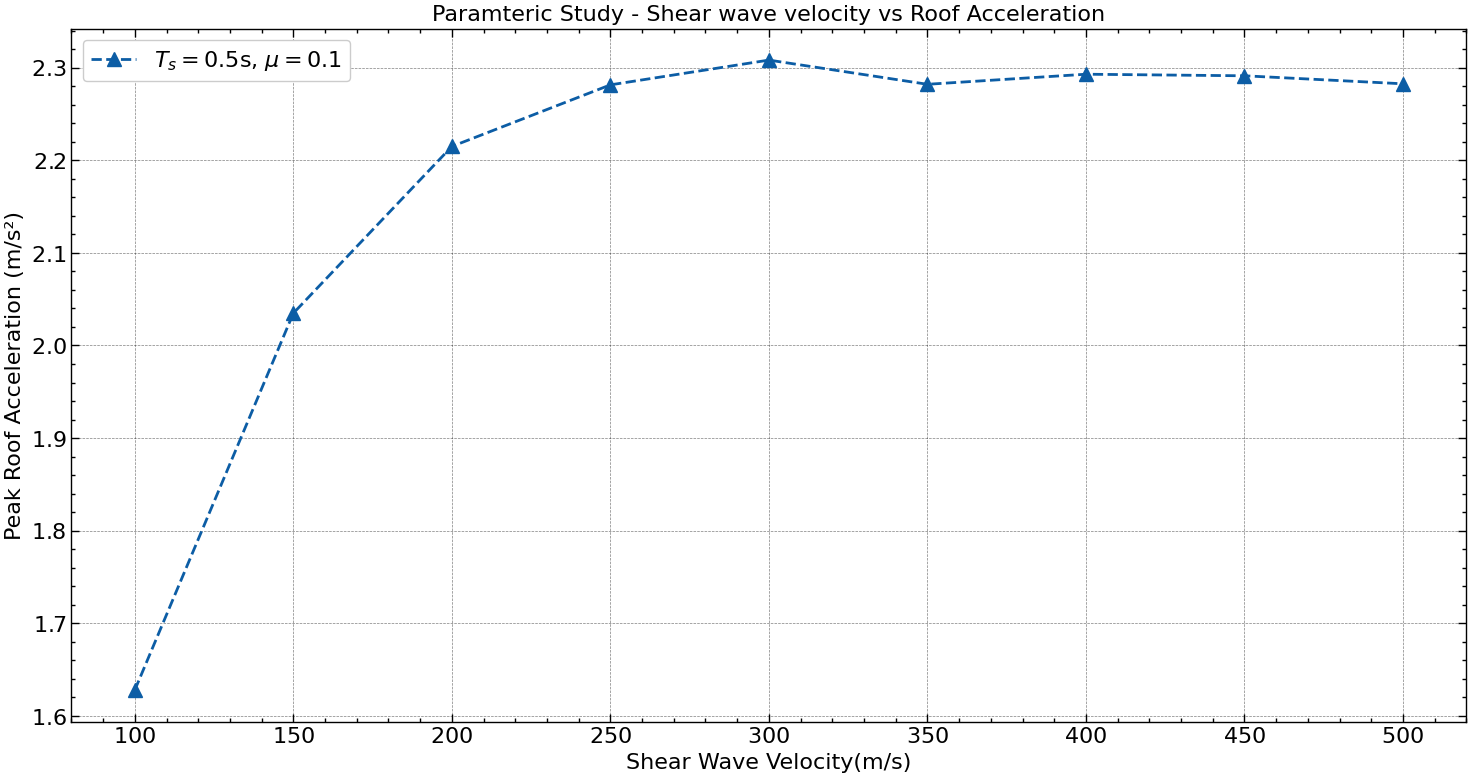 Paramteric Study - Shear wave velocity vs Roof Acceleration
T_s = 0.5s, μ = 0.1
Peak Roof Acceleration (m/s²)
2.3
2.2
2.1
2.0
1.9
1.8
1.7
1.6
100 150 200 250 300 350 400 450 500
Shear Wave Velocity(m/s)